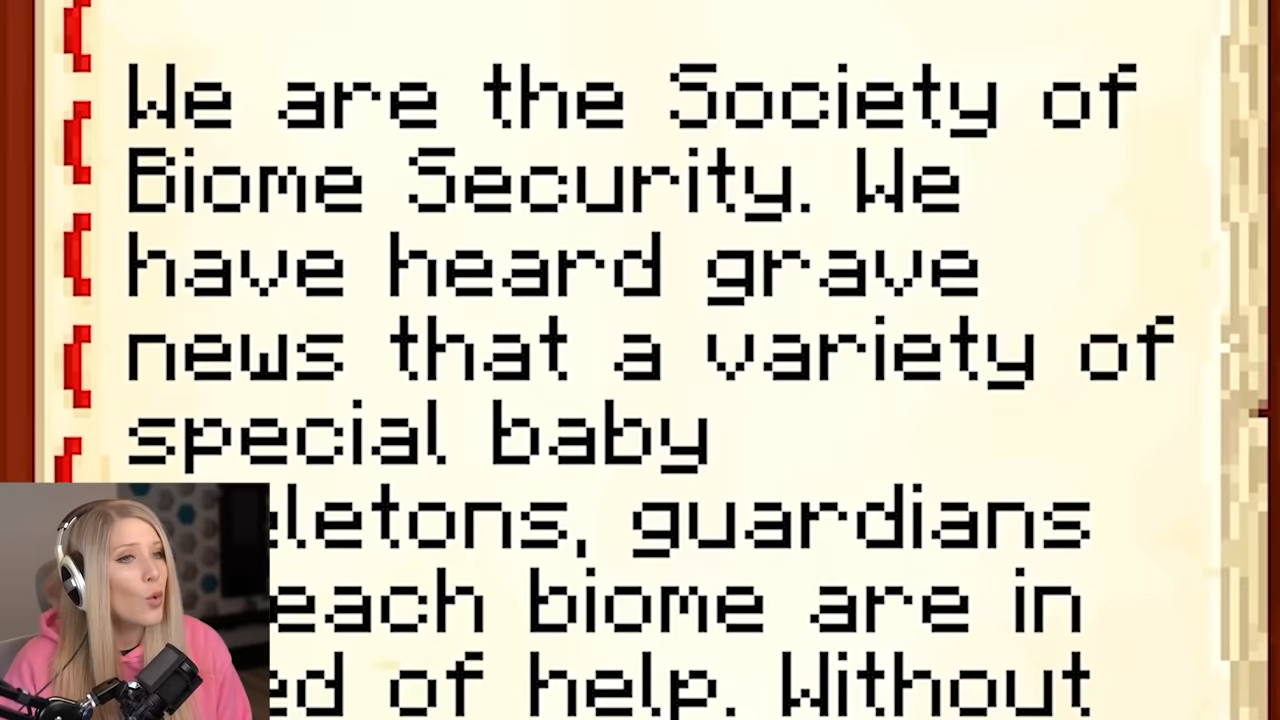 We are the Society of
Biome Security. We
have heard grave
news that a variety of
special baby
eletons, guardians
each biome are in
ed of help. Without